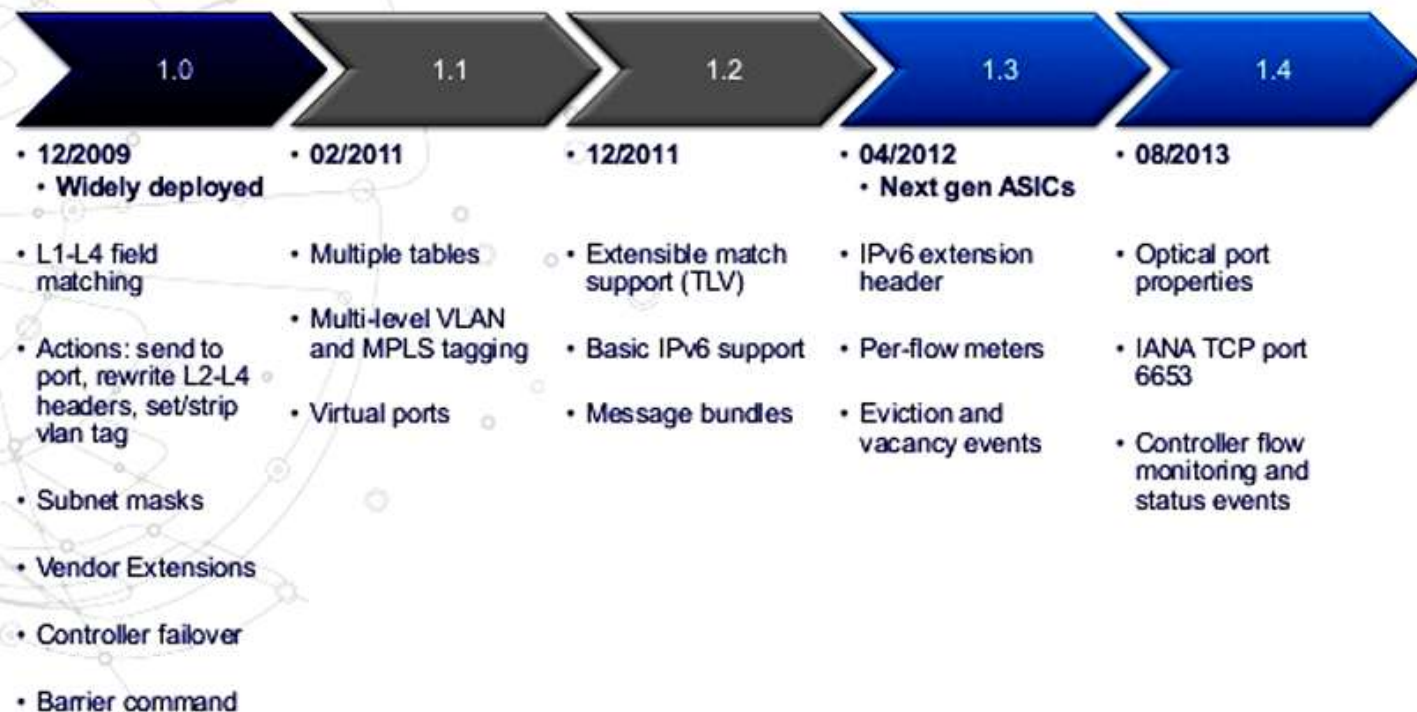 1.0
1.1
1.2
1.3
1.4
• 12/2009
• Widely deployed
• L1-L4 field
matching
• Actions: send to
port, rewrite L2-L4
headers, set/strip
vlan tag
• Subnet masks
• Vendor Extensions
• Controller failover
• Barrier command
• 02/2011
• Multiple tables
• Multi-level VLAN
and MPLS tagging
• Virtual ports
• 12/2011
• Extensible match
support (TLV)
• Basic IPv6 support
• Message bundles
• 04/2012
• Next gen ASICs
• IPv6 extension
header
• Per-flow meters
• Eviction and
vacancy events
• 08/2013
• Optical port
properties
• IANA TCP port
6653
• Controller flow
monitoring and
status events